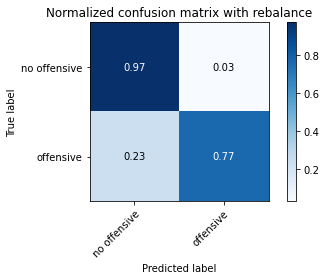 Normalized confusion matrix with rebalance
True label
no offensive
offensive
0.97
0.03
0.23
0.77
0.8
0.6
0.4
0.2
no offensive
offensive
Predicted label